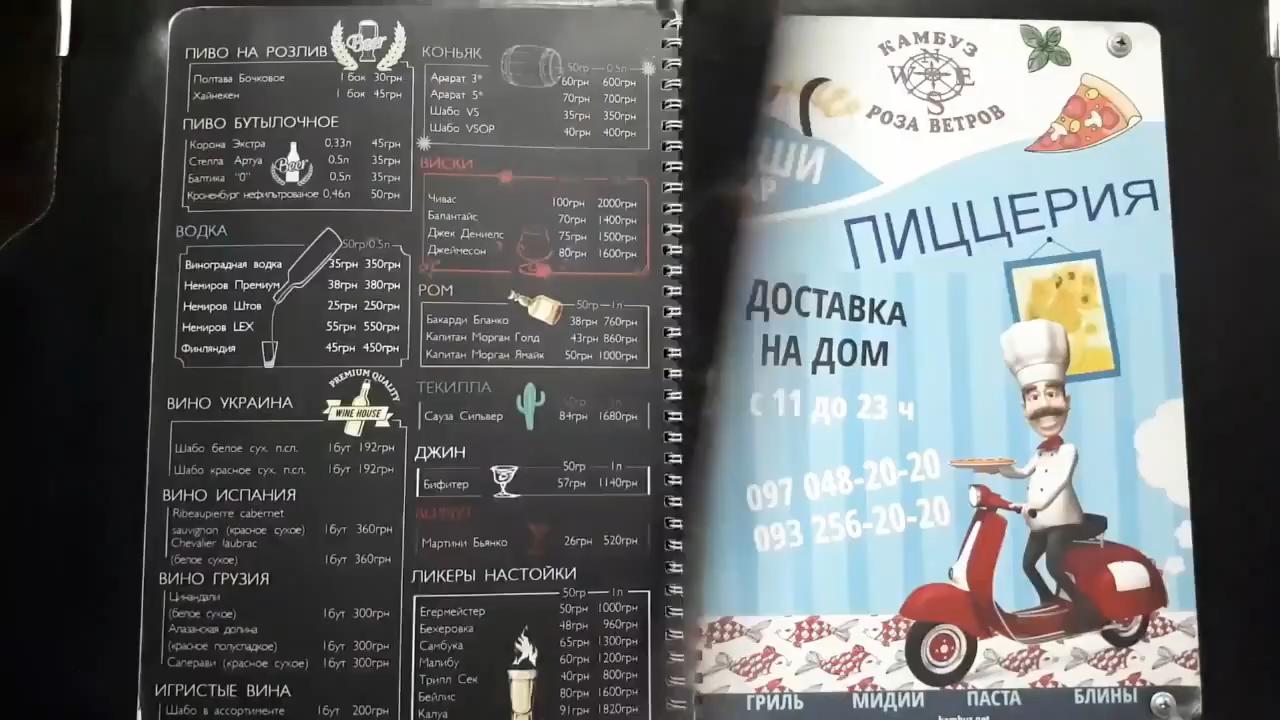 ПИВО НА РОЗЛИВ
Beer
Полтава Бочковое 1 бок 30грн
Хайнекен 1 бок 45грн
ПИВО БУТЫЛОЧНОЕ
Корона Экстра 0,33л 45грн
Стелла Артуа 0.5л 35грн
Балтика "0" 0,5л 35грн
Кроненбург нефильтрованое 0,46л 50грн
Beer
ВОДКА
50гр/0.5л
Виноградная водка 35грн 350грн
Немиров Премиум 38грн 380грн
Немиров Штов 25грн 250грн
Немиров LEX 55грн 550грн
Финляндия 45грн 450грн
PREMIUM QUALITY
WINE HOUSE
ВИНО УКРАИНА
Шабо белое сух. п.сл. 1бут 192грн
Шабо красное сух. п.сл. 1бут 192грн
ВИНО ИСПАНИЯ
Ribeaupierre cabernet
sauvignon (красное сухое) 1бут 360грн
Chevalier laubrac
(белое сухое) 1бут 360грн
ВИНО ГРУЗИЯ
Цинандали
(белое сухое) 1бут 300грн
Алазанская долина
(красное полусладкое) 1бут 300грн
Саперави (красное сухое) 1бут 300грн
ИГРИСТЫЕ ВИНА
Шабо в ассортименте 1бут 200грн
КОНЬЯК
50гр — 0.5л
Арарат 3* 60грн 600грн
Арарат 5* 70грн 700грн
Шабо VS 35грн 350грн
Шабо VSOP 40грн 400грн
ВИСКИ
Чивас 100грн 2000грн
Балантайс 70грн 1400грн
Джек Дениелс 75грн 1500грн
Джеймесон 80грн 1600грн
РОМ
50гр — 1л
Бакарди Бланко 38грн 760грн
Капитан Морган Голд 43грн 860грн
Капитан Морган Ямайк 50грн 1000грн
ТЕКИЛЛА
50гр — 1л
Сауза Сильвер 84грн 1680грн
ДЖИН
50гр — 1л
Бифитер 57грн 1140грн
Мартини Бьянко 26грн 520грн
ЛИКЕРЫ НАСТОЙКИ
50гр — 1л
Егермейстер 50грн 1000грн
Бехеровка 48грн 960грн
Самбука 65грн 1300грн
Малибу 60грн 1200грн
Трипл Сек 40грн 800грн
Бейлис 80грн 1600грн
Калуа 91грн 1820грн
КАМБУЗ
N
W E
S
РОЗА ВЕТРОВ
ПИЦЦЕРИЯ
ДОСТАВКА
НА ДОМ
с 11 до 23 ч
097 048-20-20
093 256-20-20
ГРИЛЬ МИДИИ ПАСТА БЛИНЫ